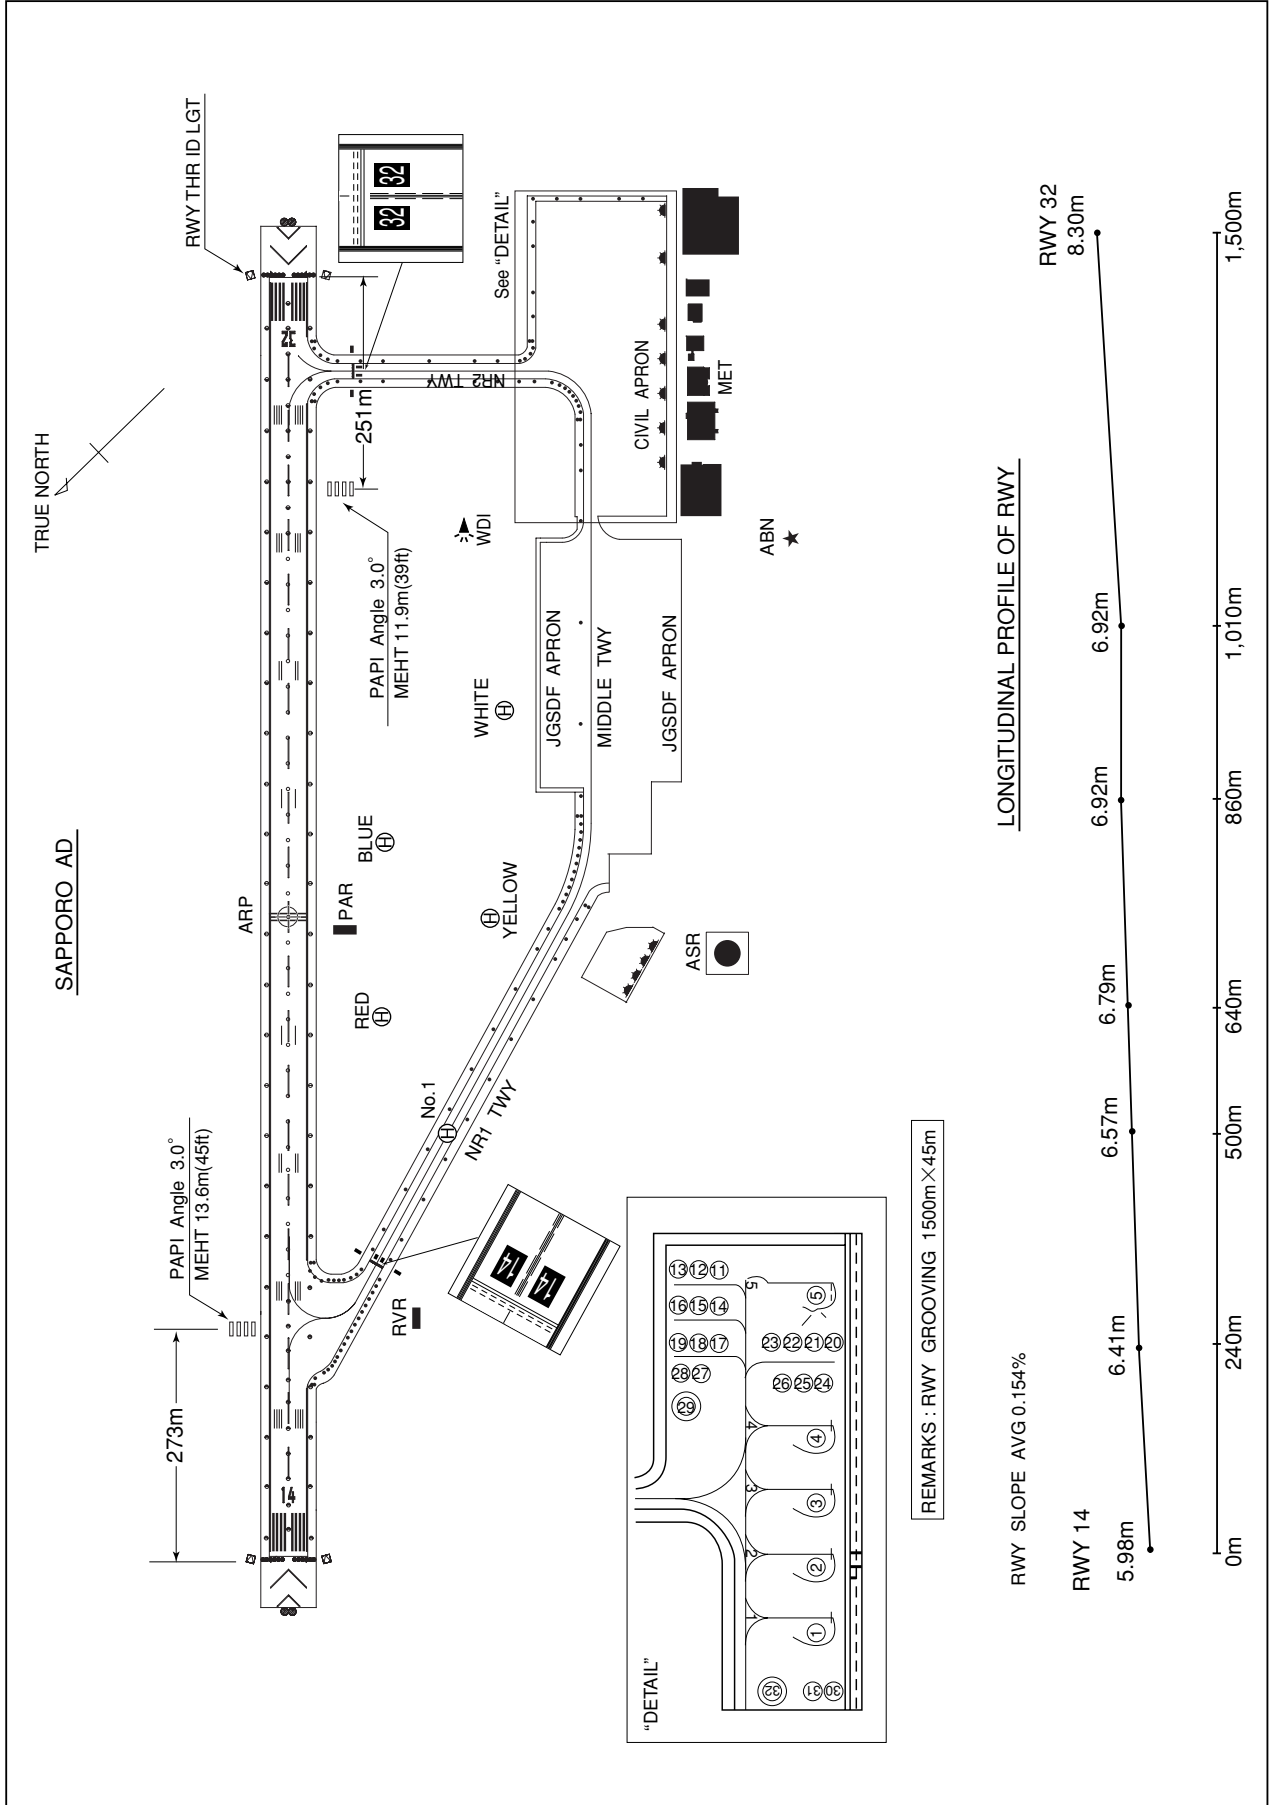 SAPPORO AD
TRUE NORTH
RWY THR ID LGT
PAPI Angle 3.0°
MEHT 13.6m(45ft)
273m
14
ARP
32
251m
32 32
PAPI Angle 3.0°
MEHT 11.9m(39ft)
NR2 TWY
See "DETAIL"
RVR
14
14
No.1
NR1 TWY
RED
H
H
PAR
BLUE
H
YELLOW
H
WHITE
H
WDI
JGSDF APRON
MIDDLE TWY
JGSDF APRON
CIVIL APRON
MET
ABN
ASR
"DETAIL"
13 12 11
16 15 14
19 18 17
28 27
29
23 22 21 20
26 25 24
5
5
4
4
3
3
2
2
1
1
32
31 30
REMARKS : RWY GROOVING 1500m×45m
LONGITUDINAL PROFILE OF RWY
RWY SLOPE AVG 0.154%
RWY 14
5.98m
6.41m
6.57m
6.79m
6.92m
6.92m
RWY 32
8.30m
0m
240m
500m
640m
860m
1,010m
1,500m